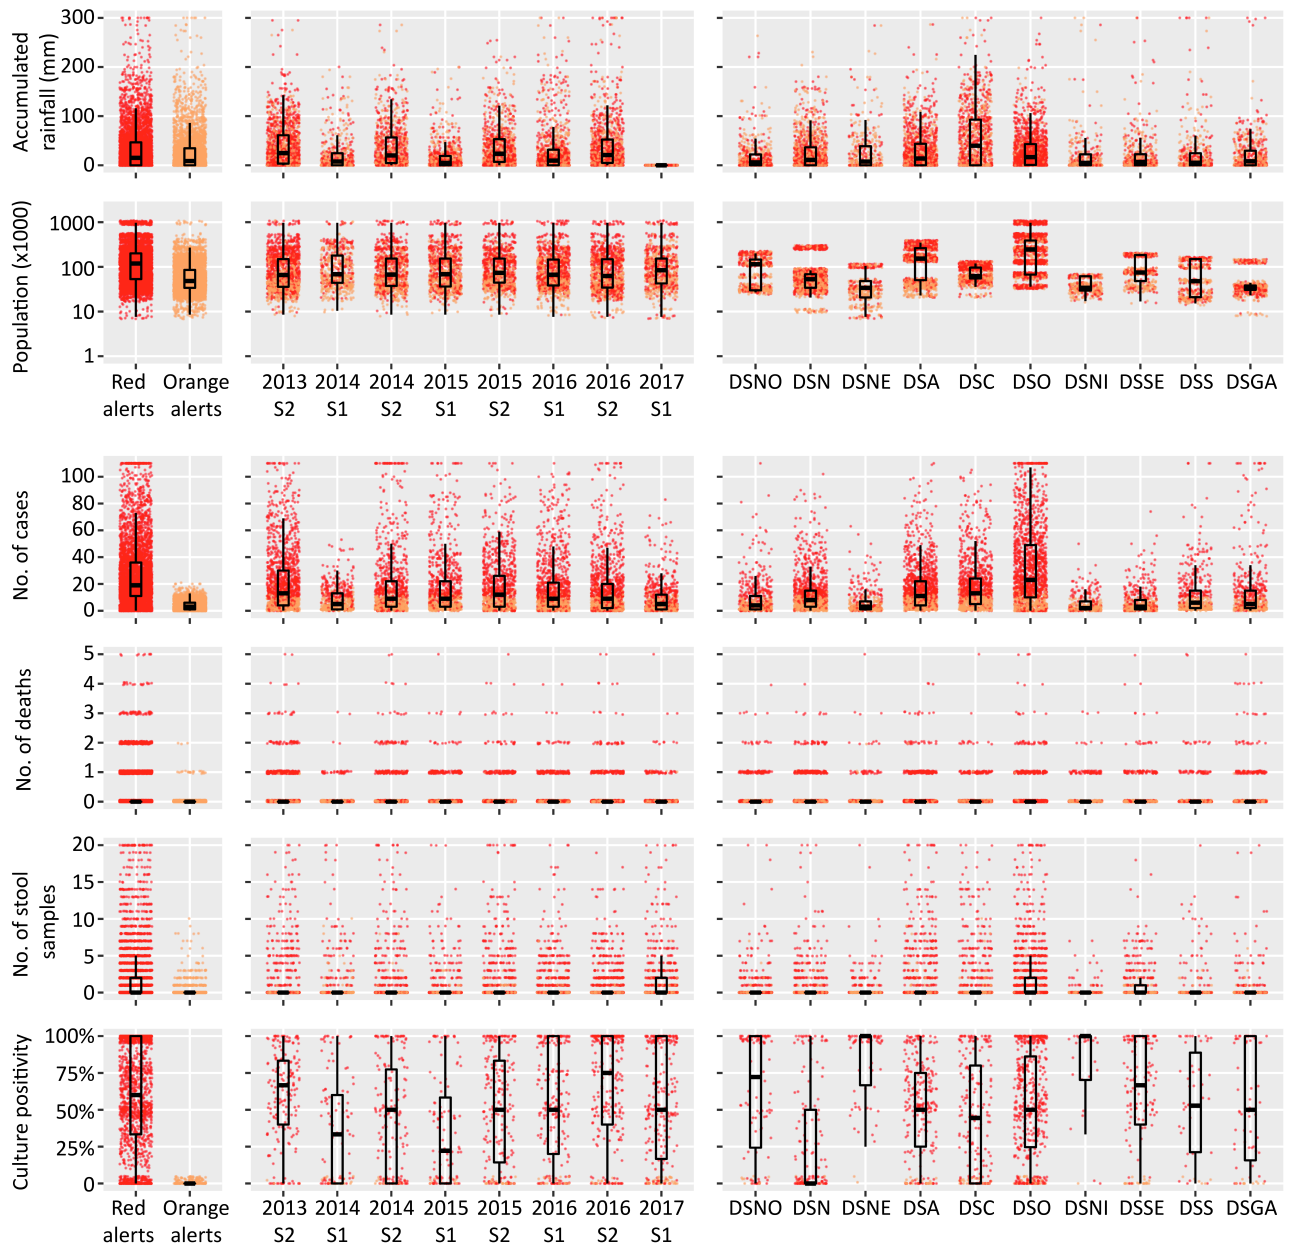 Accumulated
rainfall (mm)
300
200
100
0
Population (x1000)
1000
100
10
1
Red
alerts
Orange
alerts
2013
S2
2014
S1
2014
S2
2015
S1
2015
S2
2016
S1
2016
S2
2017
S1
DSNO DSN DSNE DSA DSC DSO DSNI DSSE DSS DSGA
No. of cases
100
80
60
40
20
0
No. of deaths
5
4
3
2
1
0
No. of stool
samples
20
15
10
5
0
Culture positivity
100%
75%
50%
25%
0
Red
alerts
Orange
alerts
2013
S2
2014
S1
2014
S2
2015
S1
2015
S2
2016
S1
2016
S2
2017
S1
DSNO DSN DSNE DSA DSC DSO DSNI DSSE DSS DSGA